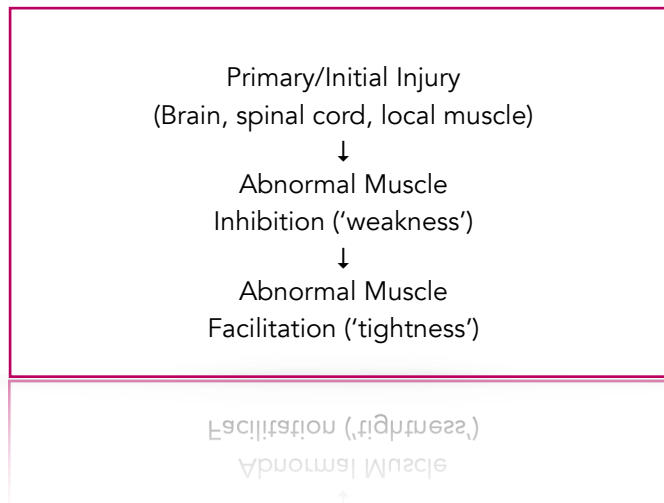 Primary/Initial Injury
(Brain, spinal cord, local muscle)
↓
Abnormal Muscle
Inhibition (‘weakness’)
↓
Abnormal Muscle
Facilitation (‘tightness’)